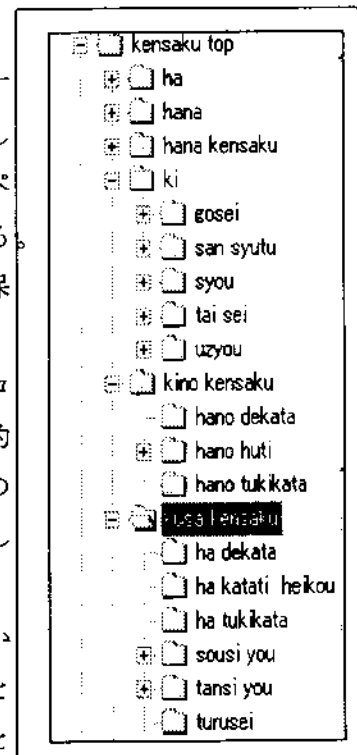 kensaku top
ha
hana
hana kensaku
ki
gosei
san syutu
syou
tai sei
uzyou
kino kensaku
hano dekata
hano huti
hano tukikata
kensaku
ha dekata
ha katati heikou
ha tukikata
sousi you
tansi you
turusei